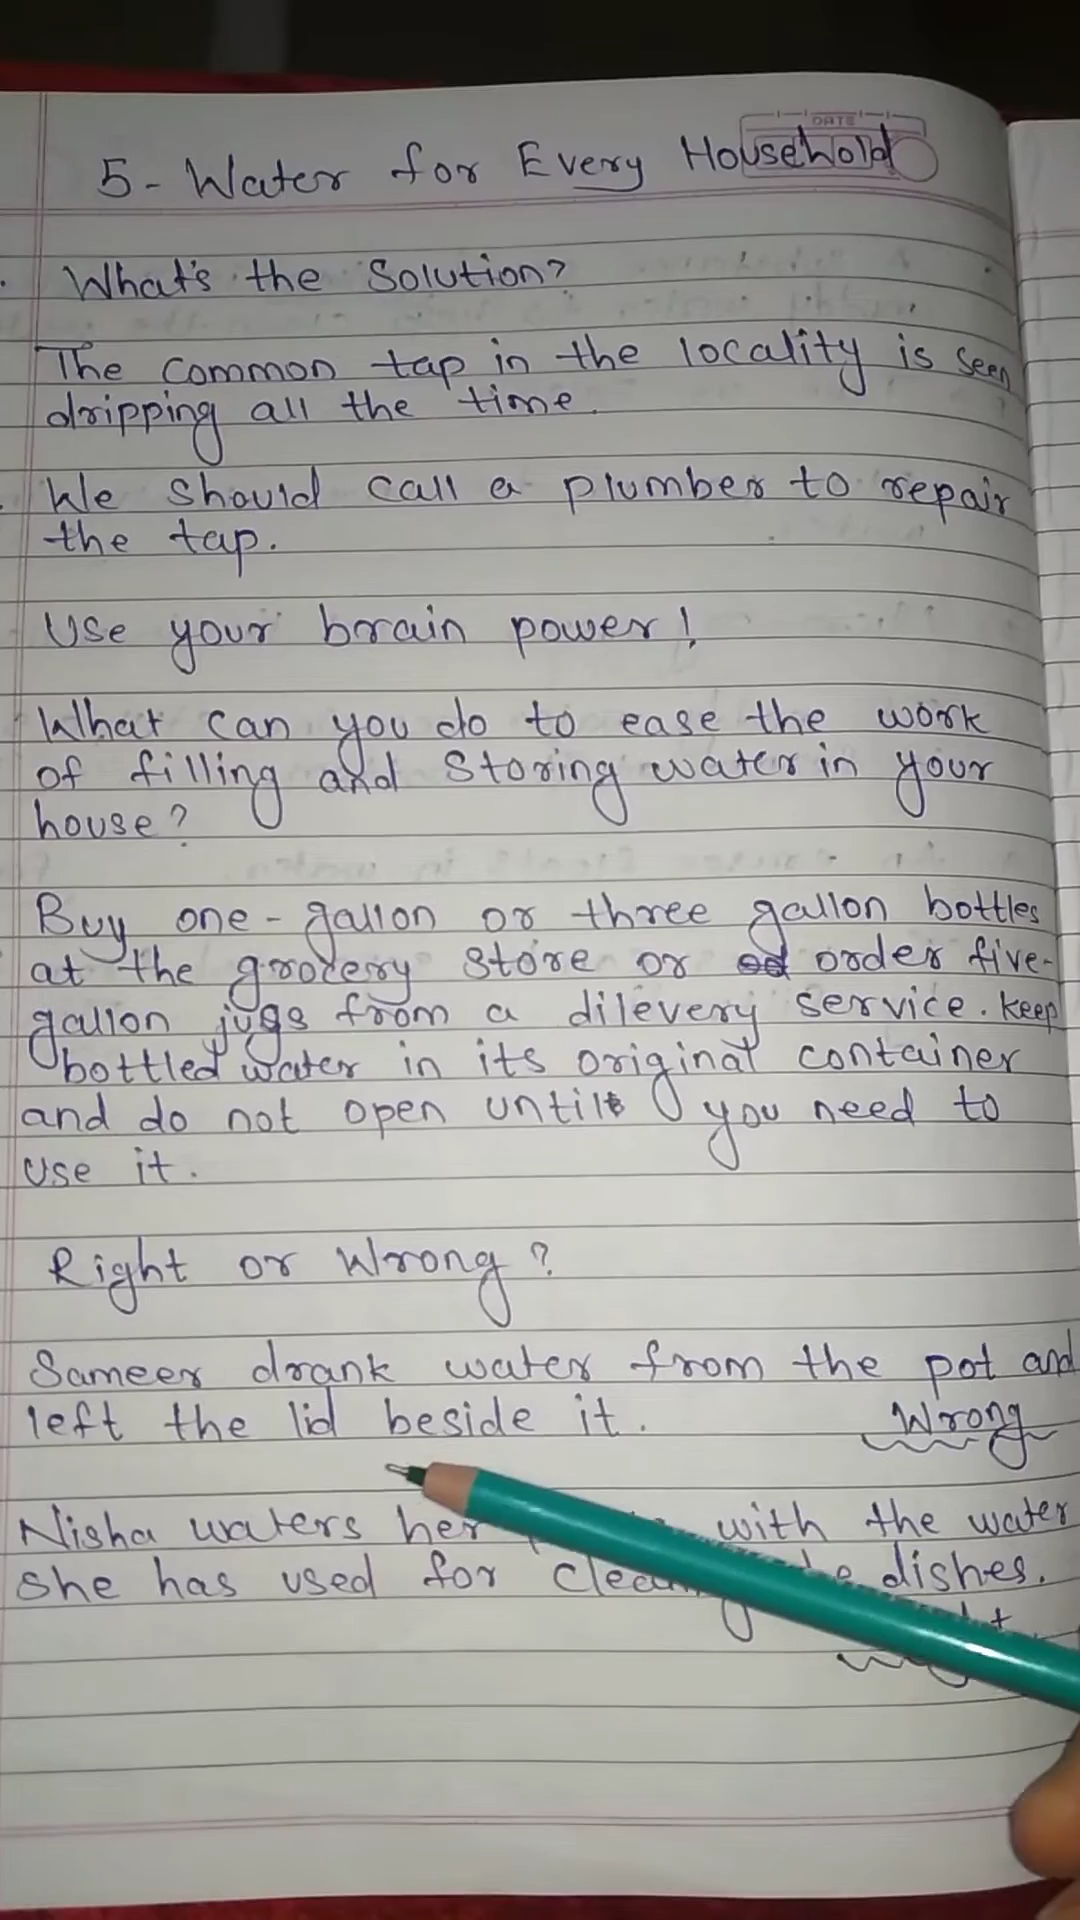 DATE
5- Water for Every Household
What's the Solution?
The common tap in the locality is seen
dripping all the time.
We should call a plumber to repair
the tap.
Use your brain power!
What can you do to ease the work
of filling and storing water in your
house?
Buy one-gallon or three gallon bottles
at the grocery store or order five-
gallon jugs from a dilevery service. keep
bottled water in its original container
and do not open until you need to
use it.
Right or Wrong?
Sameer drank water from the pot and
left the lid beside it. Wrong
Nisha waters her with the water
she has used for dishes.